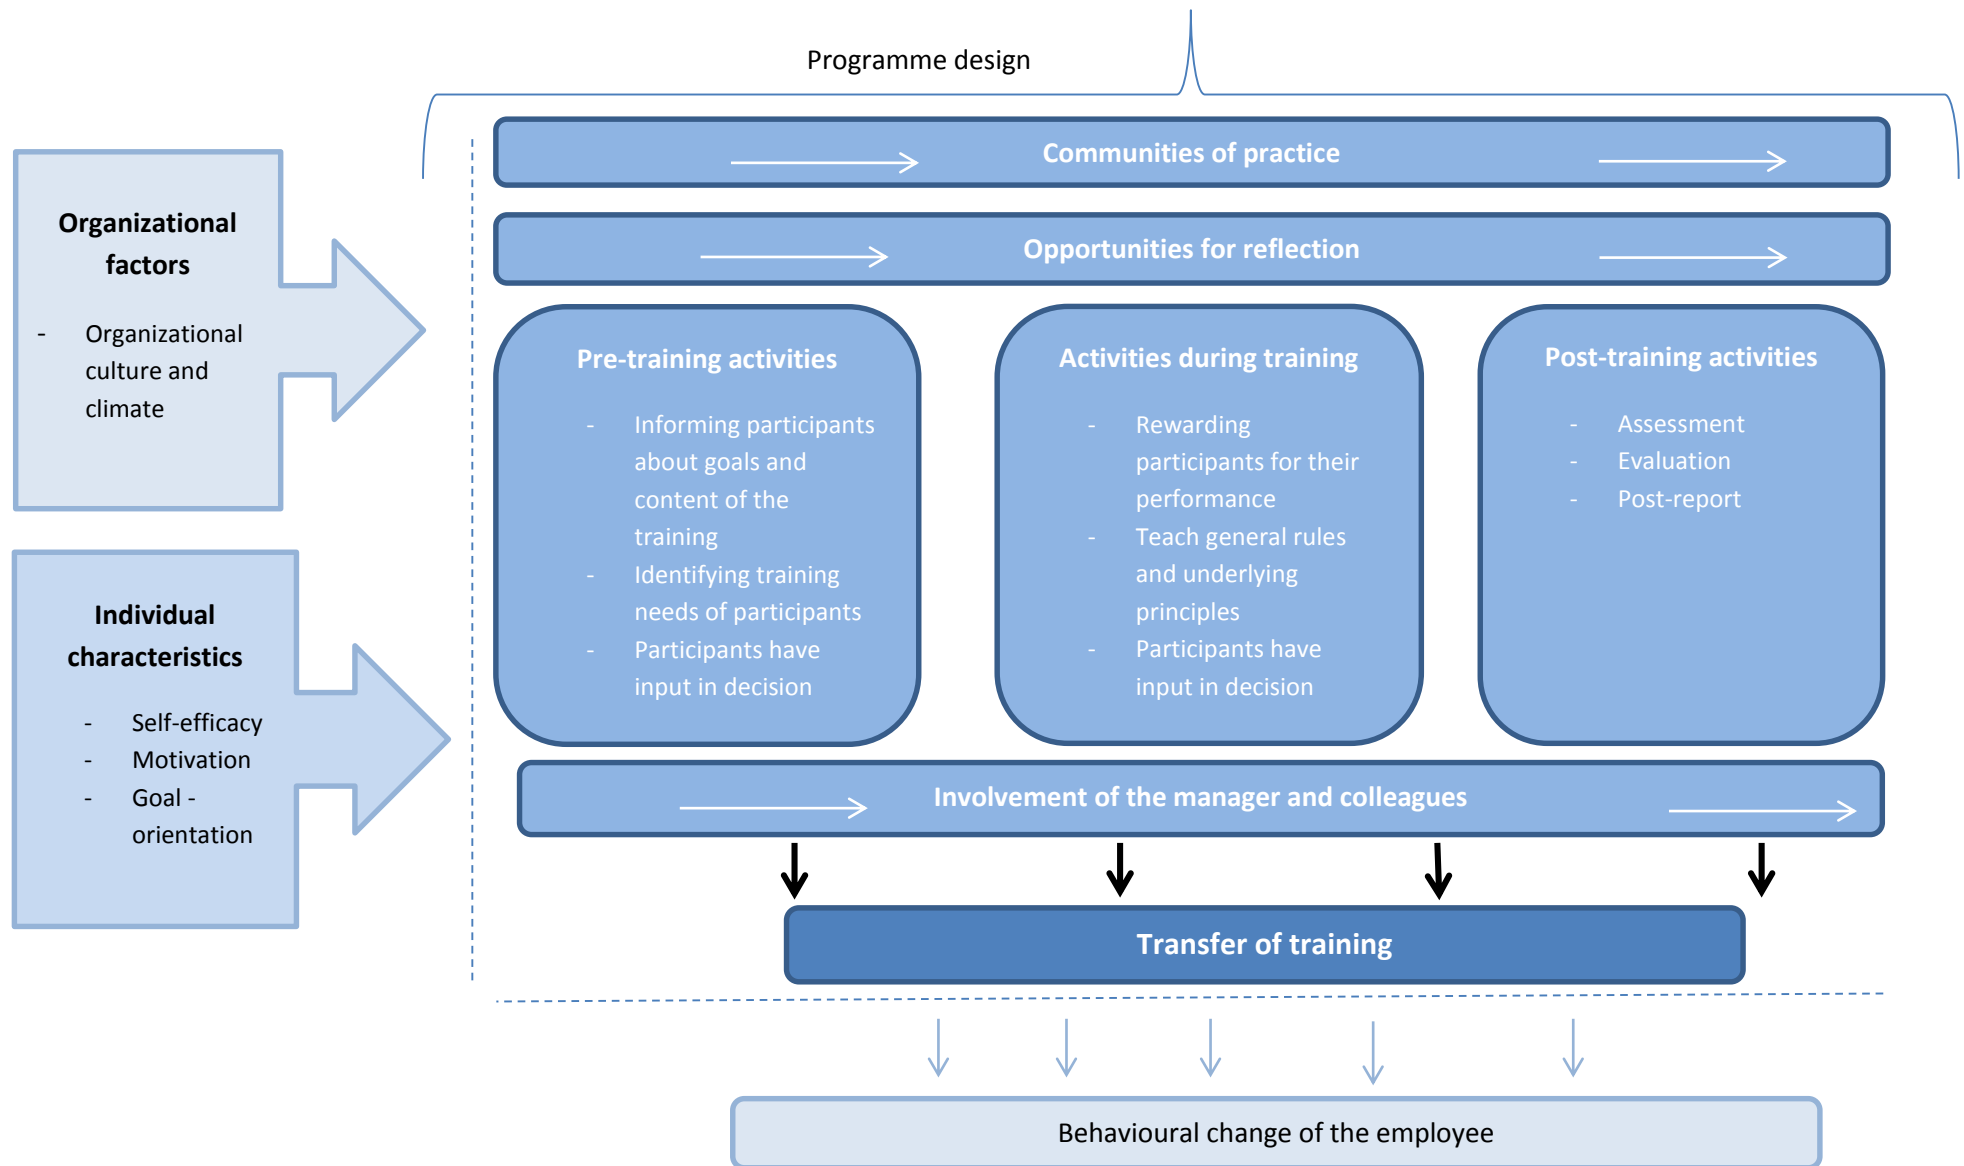 Programme design
Communities of practice
Opportunities for reflection
Organizational
factors
- Organizational
culture and
climate
Individual
characteristics
- Self-efficacy
- Motivation
- Goal -
orientation
Pre-training activities
- Informing participants
about goals and
content of the
training
- Identifying training
needs of participants
- Participants have
input in decision
Activities during training
- Rewarding
participants for their
performance
- Teach general rules
and underlying
principles
- Participants have
input in decision
Post-training activities
- Assessment
- Evaluation
- Post-report
Involvement of the manager and colleagues
Transfer of training
Behavioural change of the employee